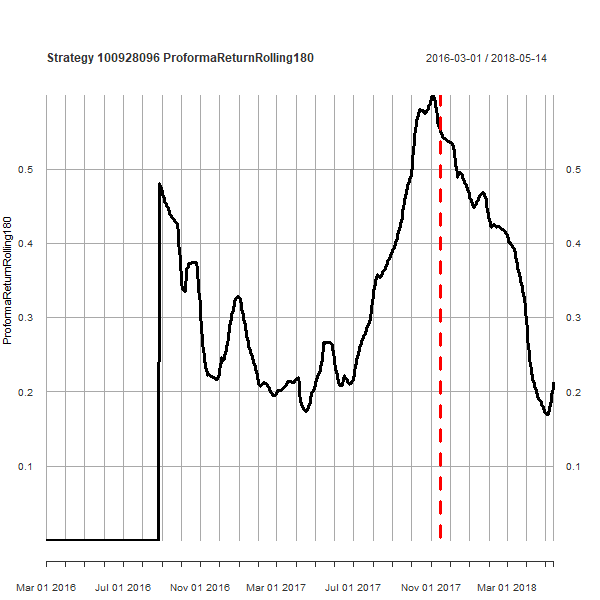 Strategy 100928096 ProformaReturnRolling180 2016-03-01 / 2018-05-14
0.5 0.5
0.4 0.4
0.3 0.3
0.2 0.2
0.1 0.1
ProformaReturnRolling180
Mar 01 2016 Jul 01 2016 Nov 01 2016 Mar 01 2017 Jul 01 2017 Nov 01 2017 Mar 01 2018